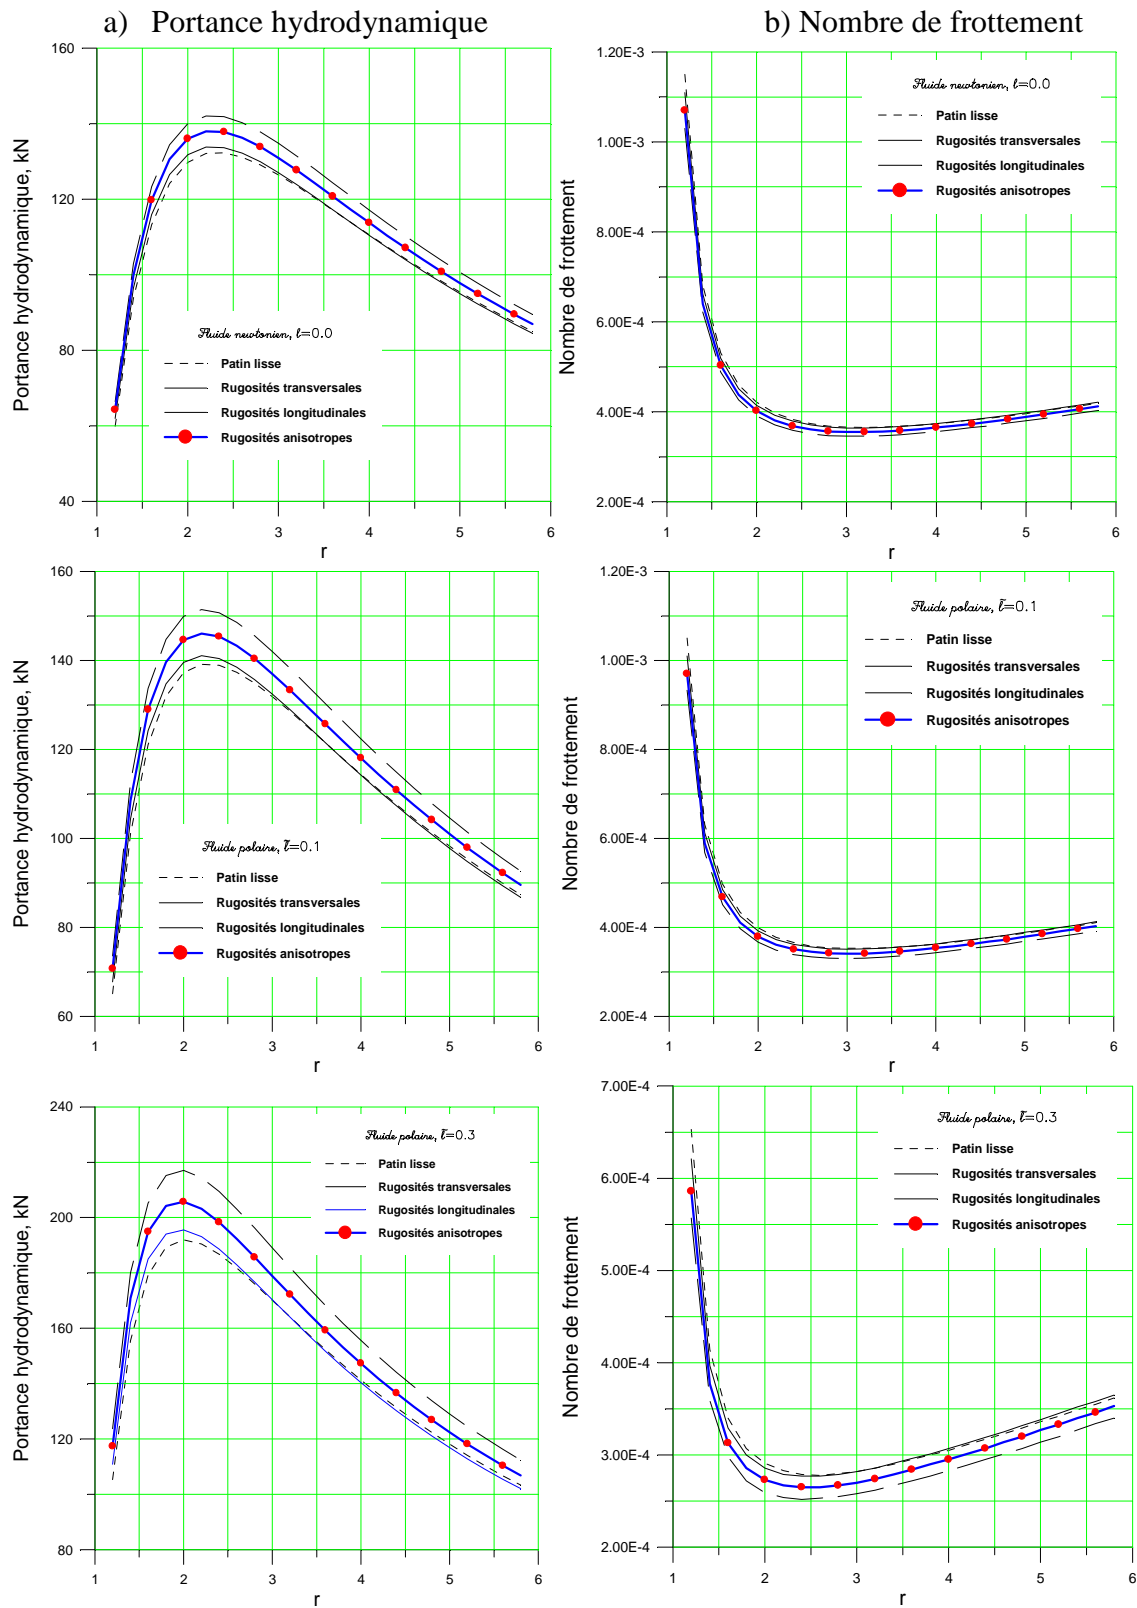 a) Portance hydrodynamique
b) Nombre de frottement
Portance hydrodynamique, kN
160
120
80
40
1 2 3 4 5 6
r
Fluide newtonien, l=0.0
Patin lisse
Rugosités transversales
Rugosités longitudinales
Rugosités anisotropes
Nombre de frottement
1.20E-3
1.00E-3
8.00E-4
6.00E-4
4.00E-4
2.00E-4
1 2 3 4 5 6
r
Fluide newtonien, l=0.0
Patin lisse
Rugosités transversales
Rugosités longitudinales
Rugosités anisotropes
Portance hydrodynamique, kN
160
140
120
100
80
60
1 2 3 4 5 6
r
Fluide polaire, l̃=0.1
Patin lisse
Rugosités transversales
Rugosités longitudinales
Rugosités anisotropes
Nombre de frottement
1.20E-3
1.00E-3
8.00E-4
6.00E-4
4.00E-4
2.00E-4
1 2 3 4 5 6
r
Fluide polaire, l̃=0.1
Patin lisse
Rugosités transversales
Rugosités longitudinales
Rugosités anisotropes
Portance hydrodynamique, kN
240
200
160
120
80
1 2 3 4 5 6
r
Fluide polaire, l̃=0.3
Patin lisse
Rugosités transversales
Rugosités longitudinales
Rugosités anisotropes
Nombre de frottement
7.00E-4
6.00E-4
5.00E-4
4.00E-4
3.00E-4
2.00E-4
1 2 3 4 5 6
r
Fluide polaire, l̃=0.3
Patin lisse
Rugosités transversales
Rugosités longitudinales
Rugosités anisotropes